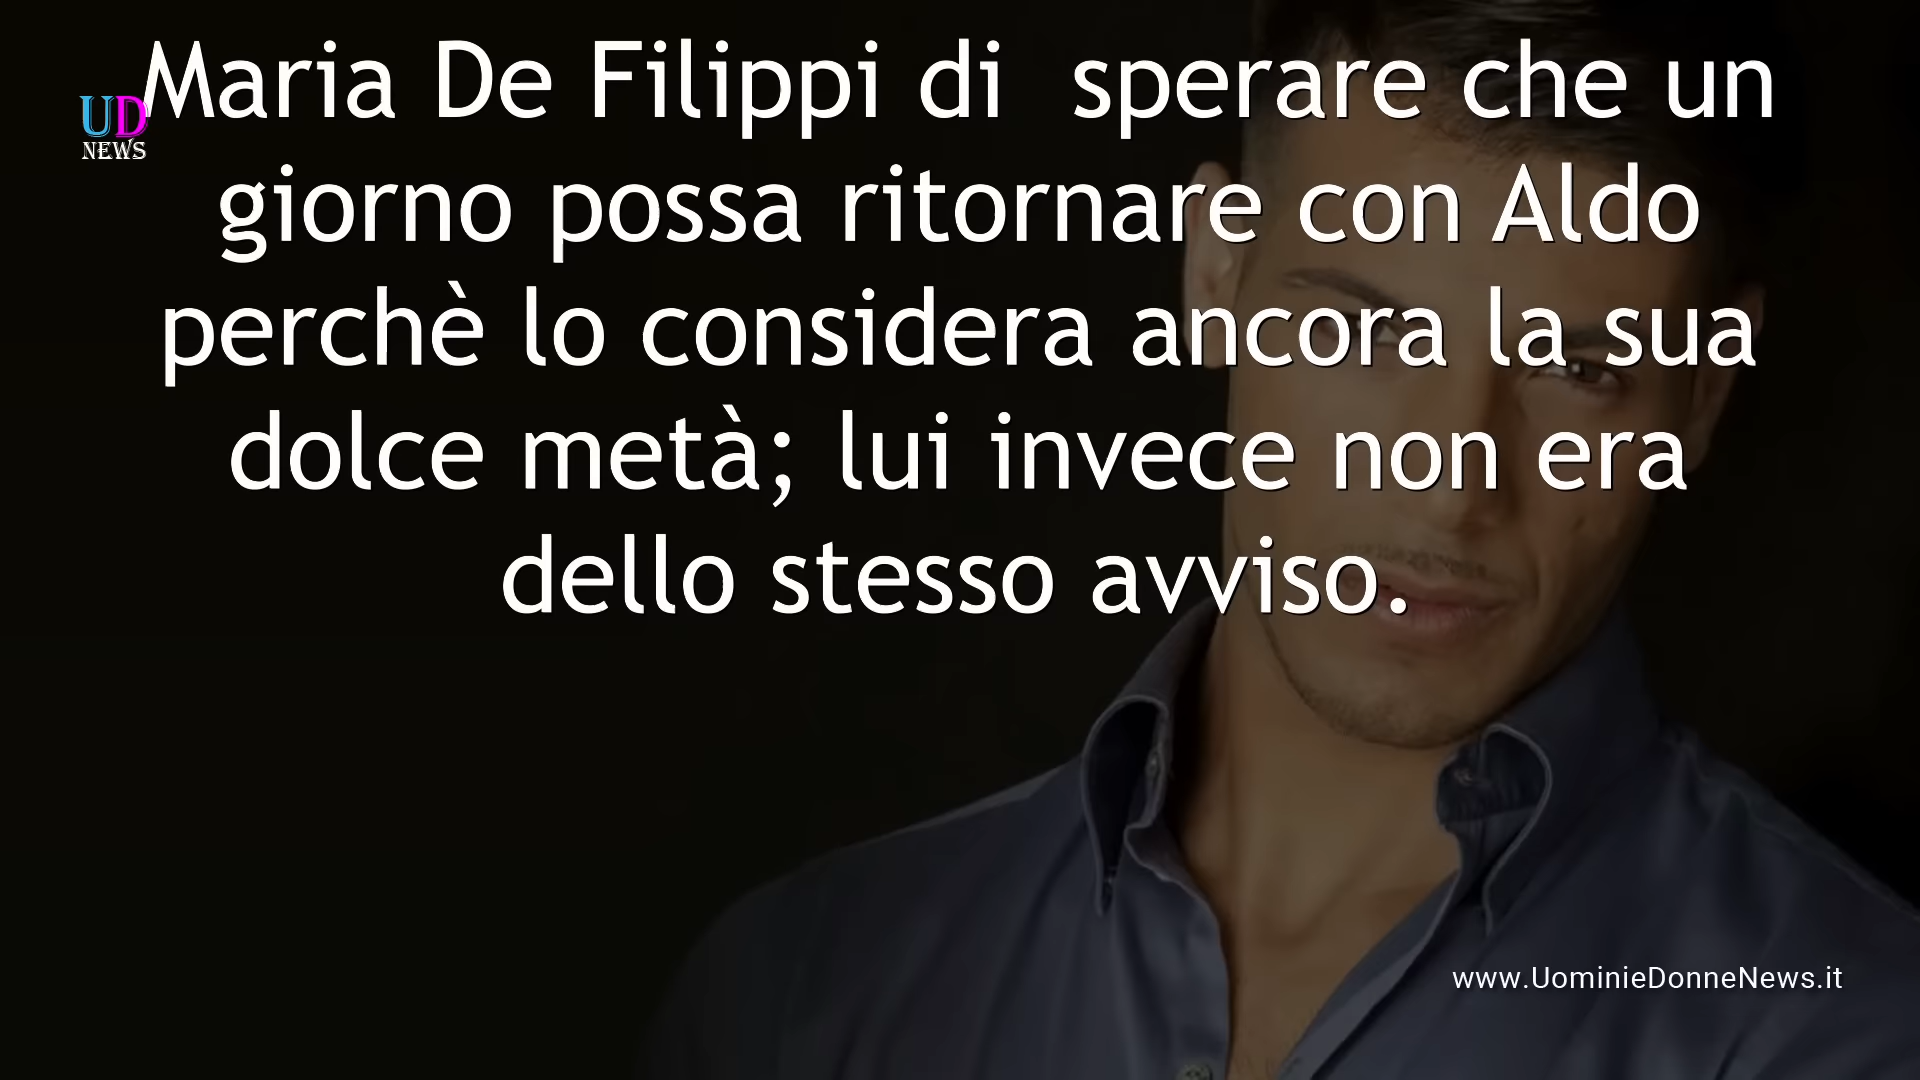 Maria De Filippi di  sperare che un
UD
NEWS
giorno possa ritornare con Aldo
perchè lo considera ancora la sua
dolce metà; lui invece non era
dello stesso avviso.
www.UominieDonneNews.it